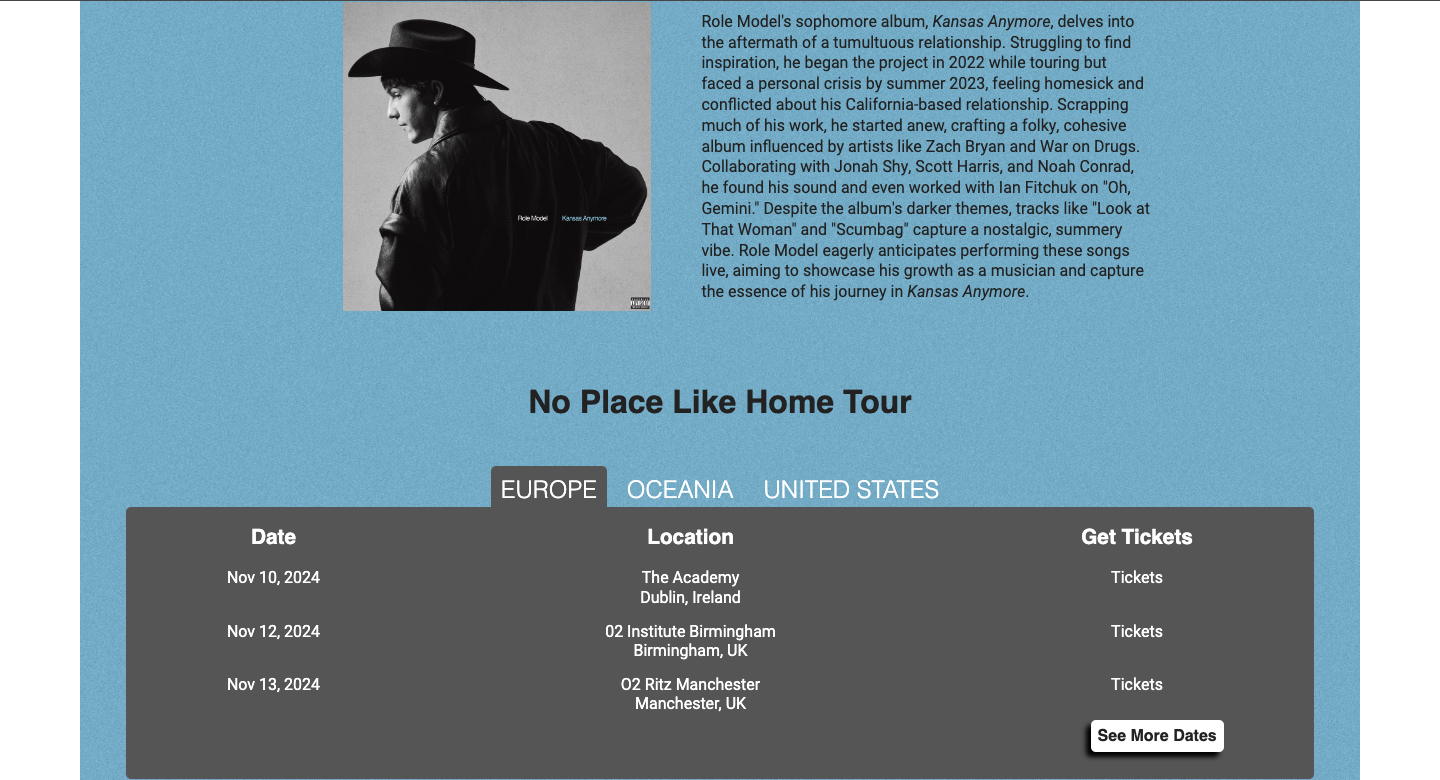 Role Model's sophomore album, Kansas Anymore, delves into
the aftermath of a tumultuous relationship. Struggling to find
inspiration, he began the project in 2022 while touring but
faced a personal crisis by summer 2023, feeling homesick and
conflicted about his California-based relationship. Scrapping
much of his work, he started anew, crafting a folky, cohesive
album influenced by artists like Zach Bryan and War on Drugs.
Collaborating with Jonah Shy, Scott Harris, and Noah Conrad,
he found his sound and even worked with Ian Fitchuk on "Oh,
Gemini." Despite the album's darker themes, tracks like "Look at
That Woman" and "Scumbag" capture a nostalgic, summery
vibe. Role Model eagerly anticipates performing these songs
live, aiming to showcase his growth as a musician and capture
the essence of his journey in Kansas Anymore.
Role Model Kansas Anymore
No Place Like Home Tour
EUROPE OCEANIA UNITED STATES
Date Location Get Tickets
Nov 10, 2024 The Academy Tickets
Dublin, Ireland
Nov 12, 2024 02 Institute Birmingham Tickets
Birmingham, UK
Nov 13, 2024 O2 Ritz Manchester Tickets
Manchester, UK
See More Dates